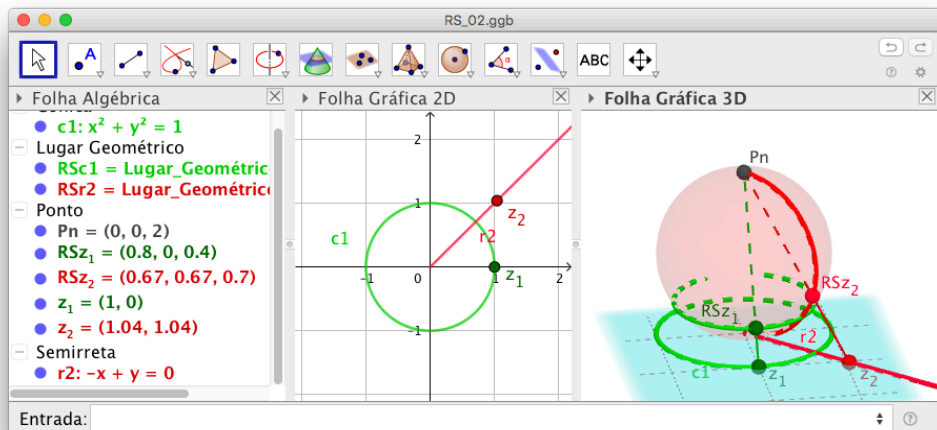 RS_02.ggb
ABC
Folha Algébrica
Folha Gráfica 2D
Folha Gráfica 3D
c1: x² + y² = 1
Lugar Geométrico
RSc1 = Lugar_Geométric
RSr2 = Lugar_Geométric
Ponto
Pn = (0, 0, 2)
RSz₁ = (0.8, 0, 0.4)
RSz₂ = (0.67, 0.67, 0.7)
z₁ = (1, 0)
z₂ = (1.04, 1.04)
Semirreta
r2: -x + y = 0
2
1
c1
z₂
r2
-1
0
1
2
z₁
-1
Pn
RSz₂
RSz₁
r2
c1
z₁
z₂
Entrada: